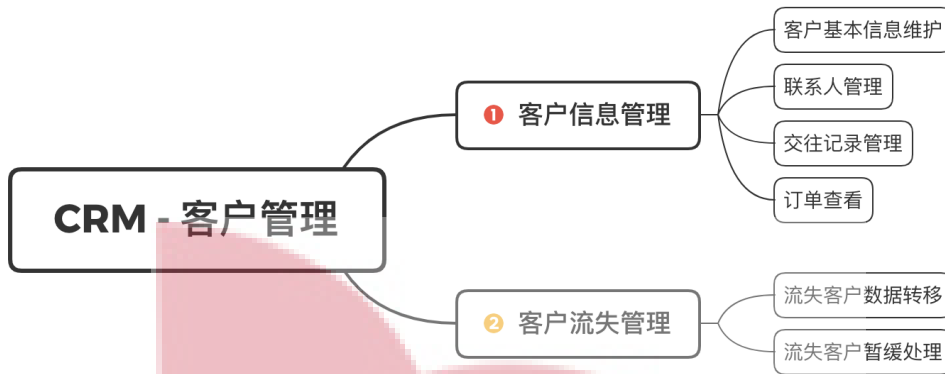 CRM - 客户管理
1 客户信息管理
客户基本信息维护
联系人管理
交往记录管理
订单查看
2 客户流失管理
流失客户数据转移
流失客户暂缓处理